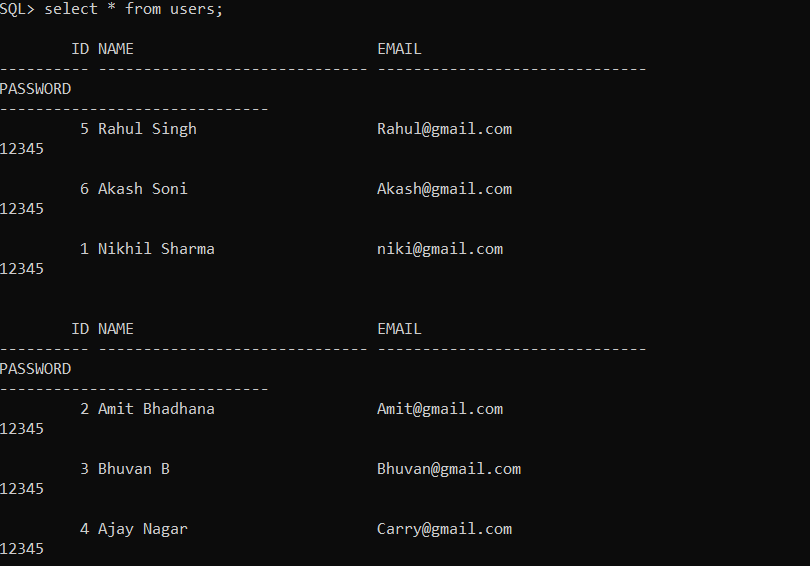 SQL> select * from users;
        ID NAME                           EMAIL
---------- ------------------------------ ------------------------------
PASSWORD
------------------------------
         5 Rahul Singh                    Rahul@gmail.com
12345
         6 Akash Soni                     Akash@gmail.com
12345
         1 Nikhil Sharma                  niki@gmail.com
12345
        ID NAME                           EMAIL
---------- ------------------------------ ------------------------------
PASSWORD
------------------------------
         2 Amit Bhadhana                  Amit@gmail.com
12345
         3 Bhuvan B                       Bhuvan@gmail.com
12345
         4 Ajay Nagar                     Carry@gmail.com
12345